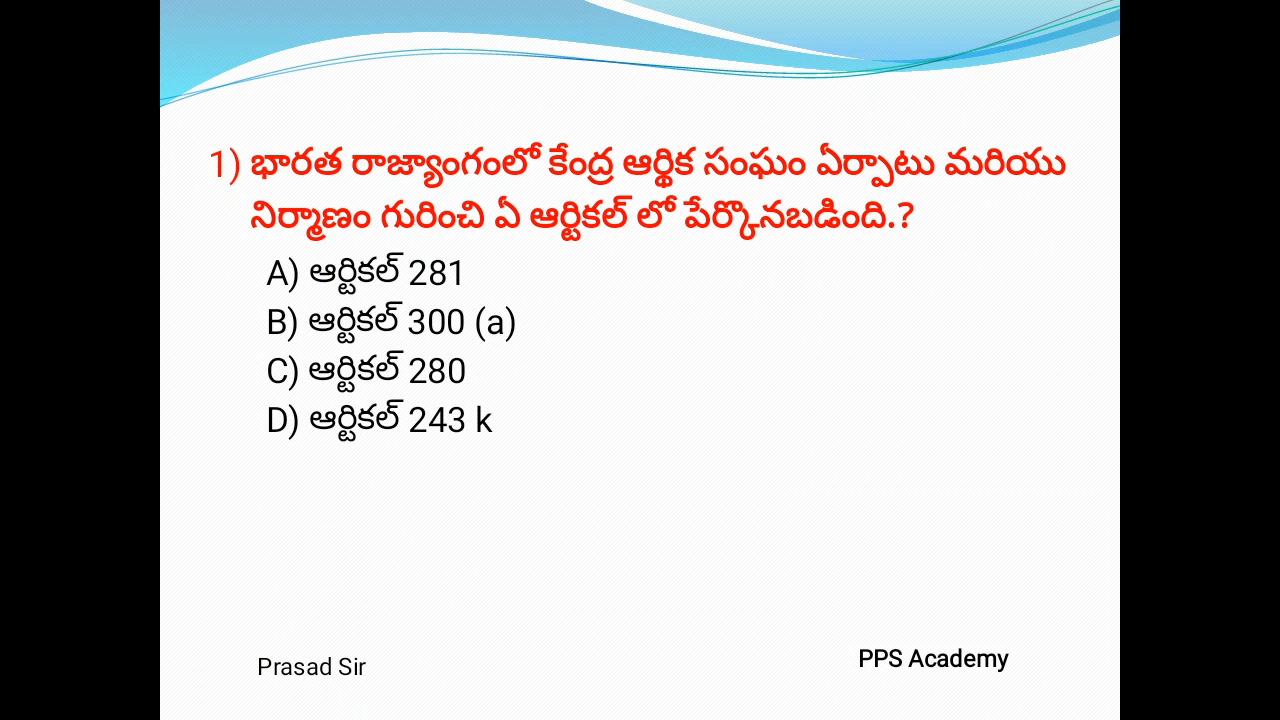 1) భారత రాజ్యాంగంలో కేంద్ర ఆర్థిక సంఘం ఏర్పాటు మరియు
నిర్మాణం గురించి ఏ ఆర్టికల్ లో పేర్కొనబడింది.?
A) ఆర్టికల్ 281
B) ఆర్టికల్ 300 (a)
C) ఆర్టికల్ 280
D) ఆర్టికల్ 243 k
Prasad Sir
PPS Academy